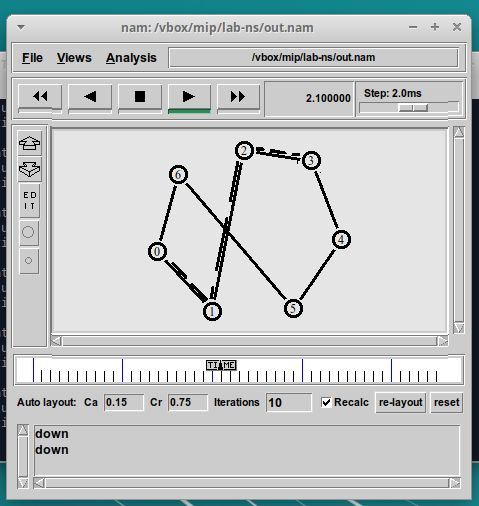 nam: /vbox/mip/lab-ns/out.nam
File Views Analysis /vbox/mip/lab-ns/out.nam
2.100000 Step: 2.0ms
ED
IT
2
3
6
4
0
5
1
TIME
Auto layout: Ca 0.15 Cr 0.75 Iterations 10 Recalc re-layout reset
down
down